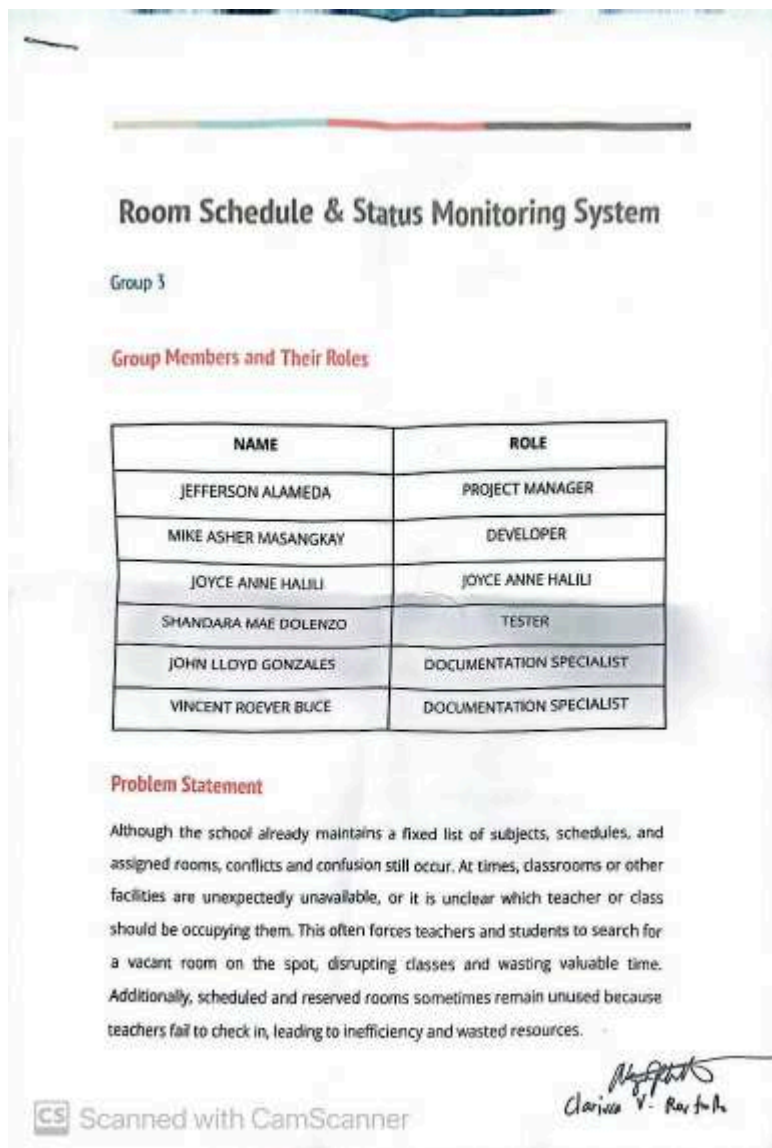 Room Schedule & Status Monitoring System
Group 3
Group Members and Their Roles
NAME ROLE
JEFFERSON ALAMEDA PROJECT MANAGER
MIKE ASHER MASANGKAY DEVELOPER
JOYCE ANNE HALILI JOYCE ANNE HALILI
SHANDARA MAE DOLENZO TESTER
JOHN LLOYD GONZALES DOCUMENTATION SPECIALIST
VINCENT ROEVER BUCE DOCUMENTATION SPECIALIST
Problem Statement
Although the school already maintains a fixed list of subjects, schedules, and
assigned rooms, conflicts and confusion still occur. At times, classrooms or other
facilities are unexpectedly unavailable, or it is unclear which teacher or class
should be occupying them. This often forces teachers and students to search for
a vacant room on the spot, disrupting classes and wasting valuable time.
Additionally, scheduled and reserved rooms sometimes remain unused because
teachers fail to check in, leading to inefficiency and wasted resources.
Clarissa V.
CS Scanned with CamScanner